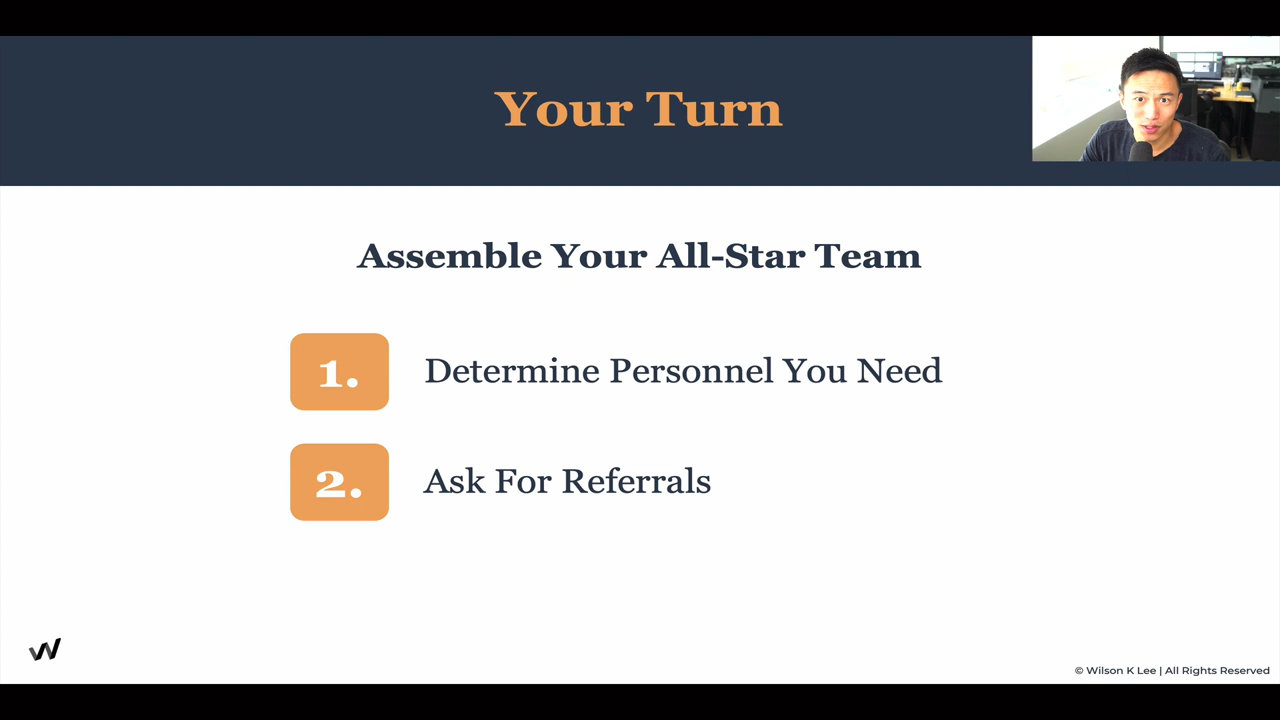 Your Turn
Assemble Your All-Star Team
1. Determine Personnel You Need
2. Ask For Referrals
W
© Wilson K Lee | All Rights Reserved